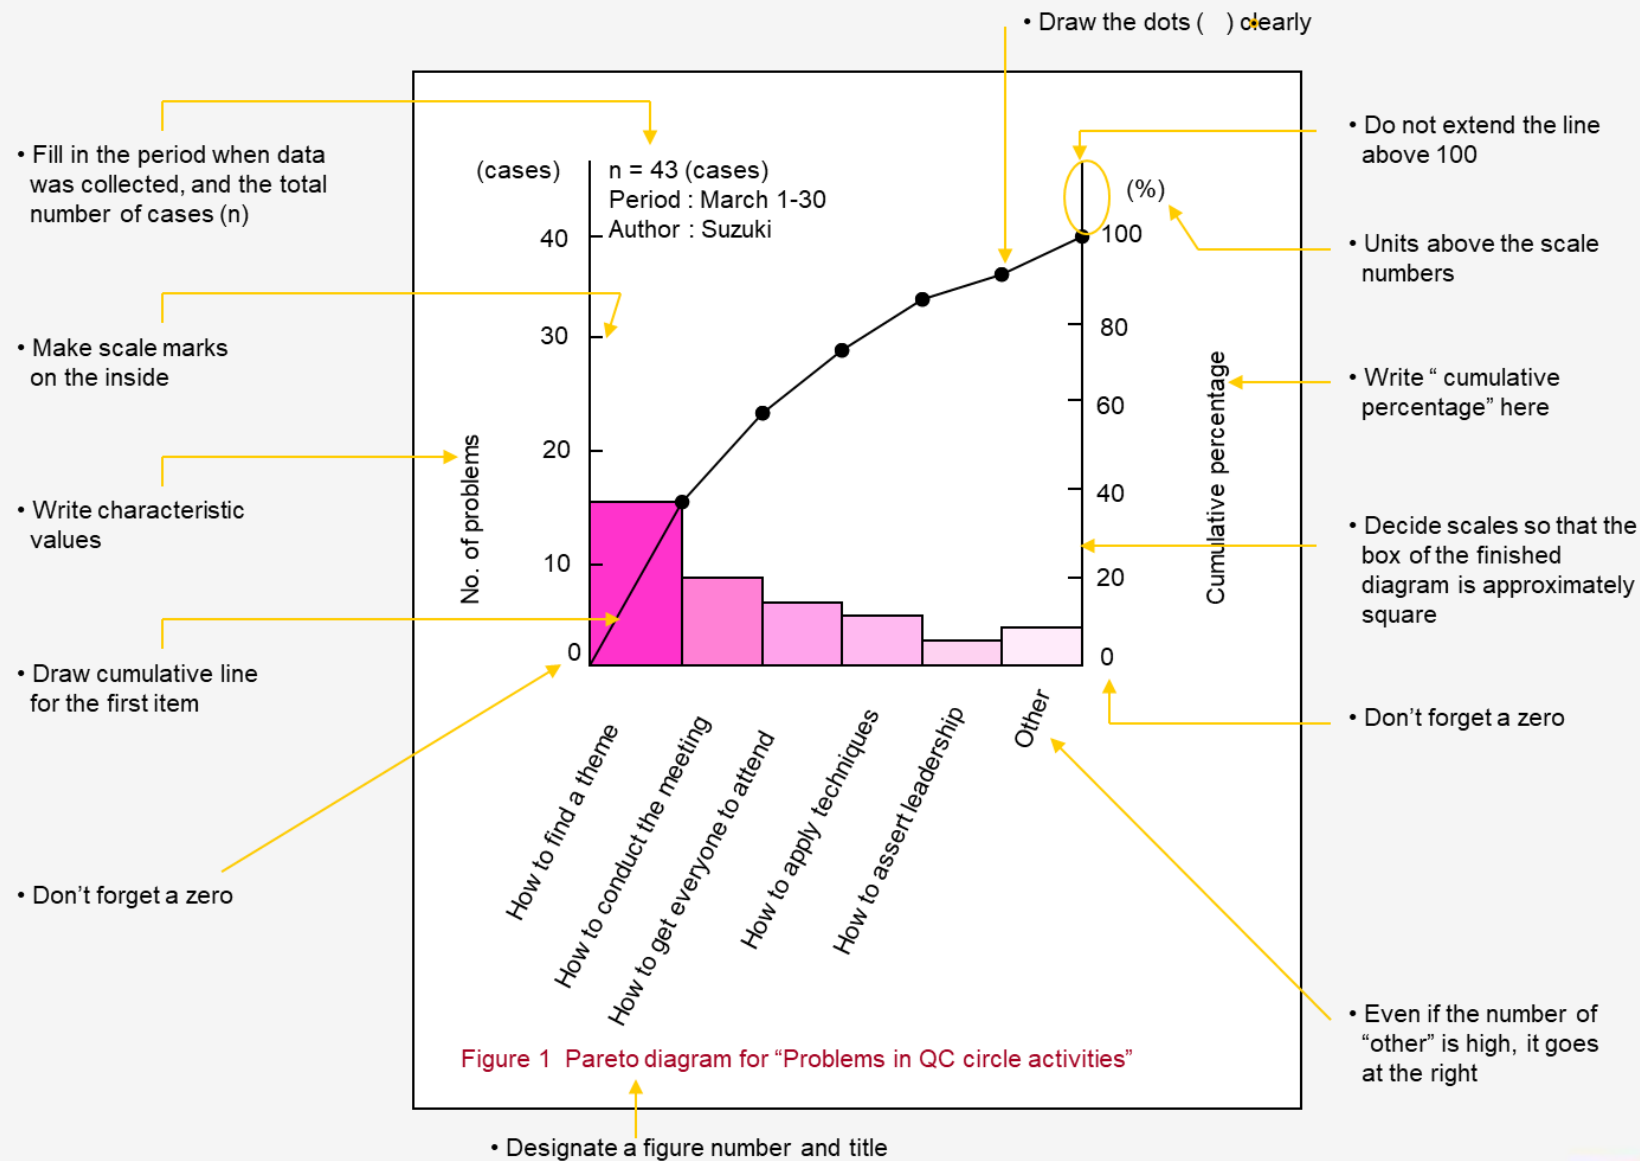 • Draw the dots ( ) clearly
• Fill in the period when data
was collected, and the total
number of cases (n)
• Make scale marks
on the inside
• Write characteristic
values
• Draw cumulative line
for the first item
• Don’t forget a zero
(cases)
n = 43 (cases)
Period : March 1-30
Author : Suzuki
40
30
20
10
0
No. of problems
(%)
100
80
60
40
20
0
Cumulative percentage
How to find a theme
How to conduct the meeting
How to get everyone to attend
How to apply techniques
How to assert leadership
Other
Figure 1 Pareto diagram for “Problems in QC circle activities”
• Designate a figure number and title
• Do not extend the line
above 100
• Units above the scale
numbers
• Write “ cumulative
percentage” here
• Decide scales so that the
box of the finished
diagram is approximately
square
• Don’t forget a zero
• Even if the number of
“other” is high, it goes
at the right